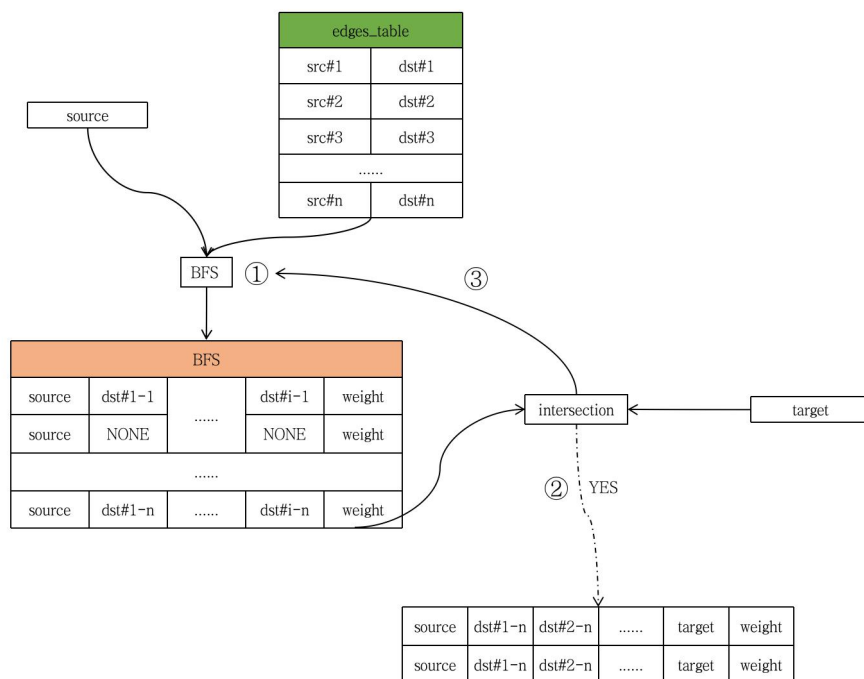 edges_table
src#1 dst#1
src#2 dst#2
src#3 dst#3
......
src#n dst#n
source
BFS ①
③
BFS
source dst#1-1 ...... dst#i-1 weight
source NONE NONE weight
......
source dst#1-n ...... dst#i-n weight
intersection
target
② YES
source dst#1-n dst#2-n ...... target weight
source dst#1-n dst#2-n ...... target weight